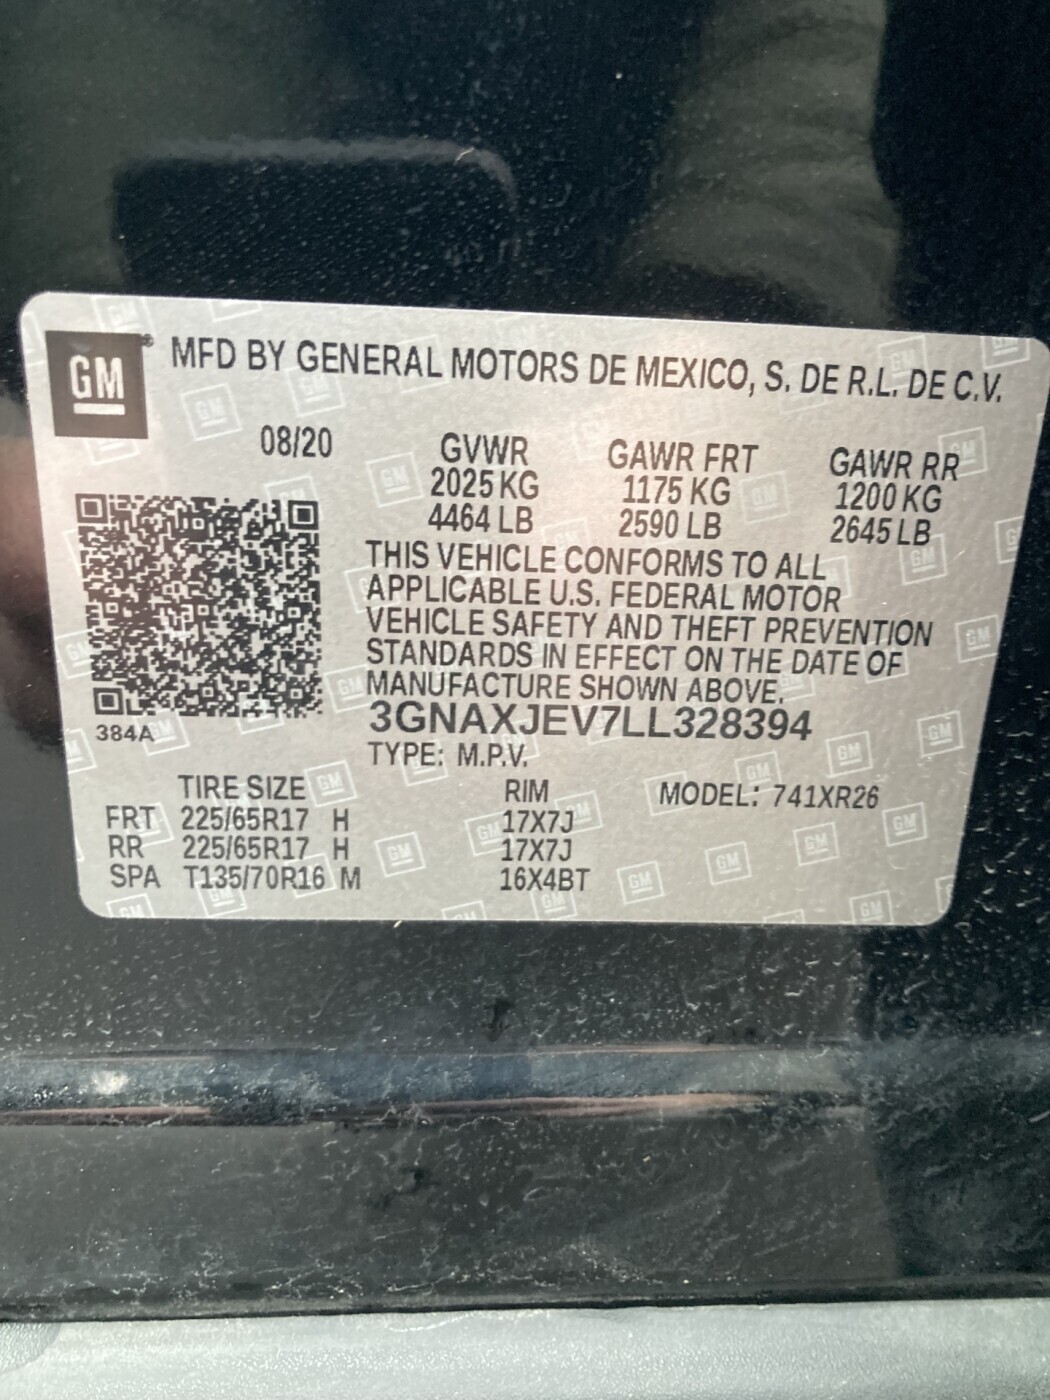 GM® MFD BY GENERAL MOTORS DE MEXICO, S. DE R.L. DE C.V.
08/20 GVWR GAWR FRT GAWR RR
2025 KG 1175 KG 1200 KG
4464 LB 2590 LB 2645 LB
THIS VEHICLE CONFORMS TO ALL
APPLICABLE U.S. FEDERAL MOTOR
VEHICLE SAFETY AND THEFT PREVENTION
STANDARDS IN EFFECT ON THE DATE OF
MANUFACTURE SHOWN ABOVE.
3GNAXJEV7LL328394
384A
TYPE: M.P.V.
TIRE SIZE RIM MODEL: 741XR26
FRT 225/65R17 H 17X7J
RR 225/65R17 H 17X7J
SPA T135/70R16 M 16X4BT